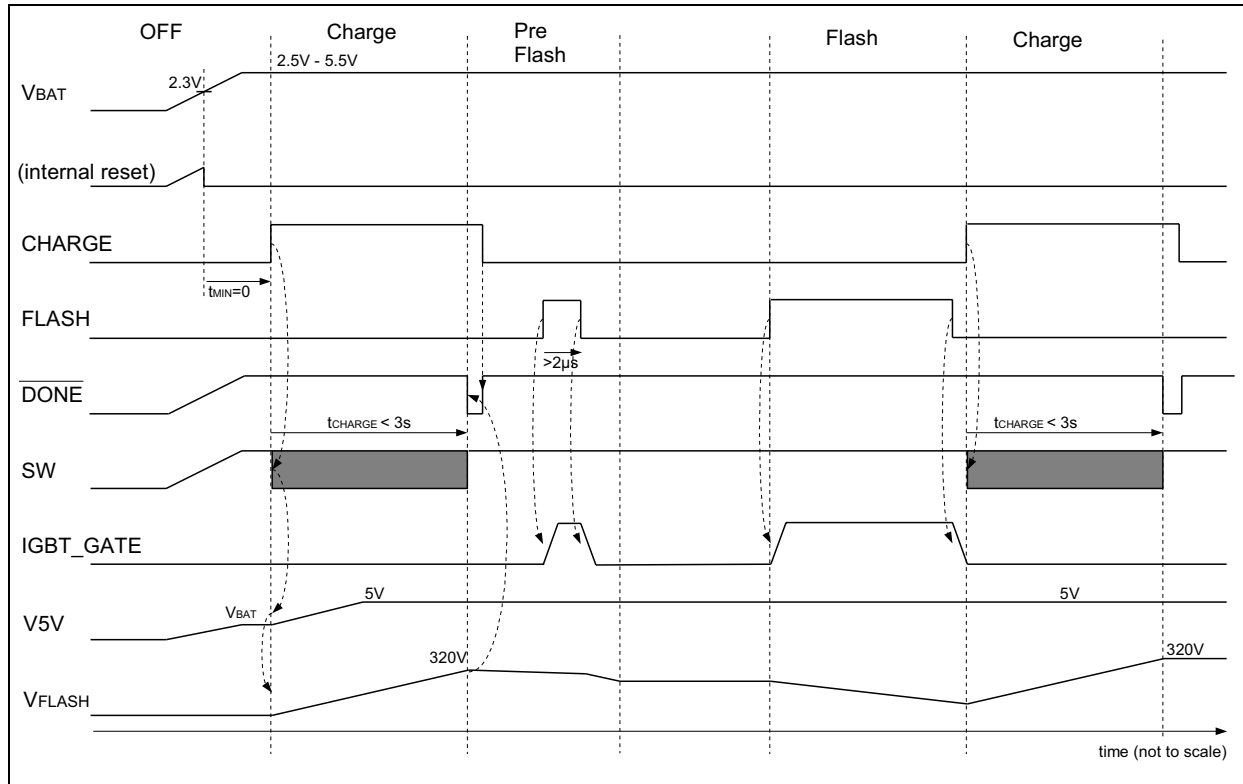 OFF
Charge
Pre
Flash
Flash
Charge
2.5V - 5.5V
2.3V
VBAT
(internal reset)
CHARGE
tMIN=0
FLASH
>2µs
DONE
tCHARGE < 3s
tCHARGE < 3s
SW
IGBT_GATE
5V
5V
VBAT
V5V
320V
320V
VFLASH
time (not to scale)